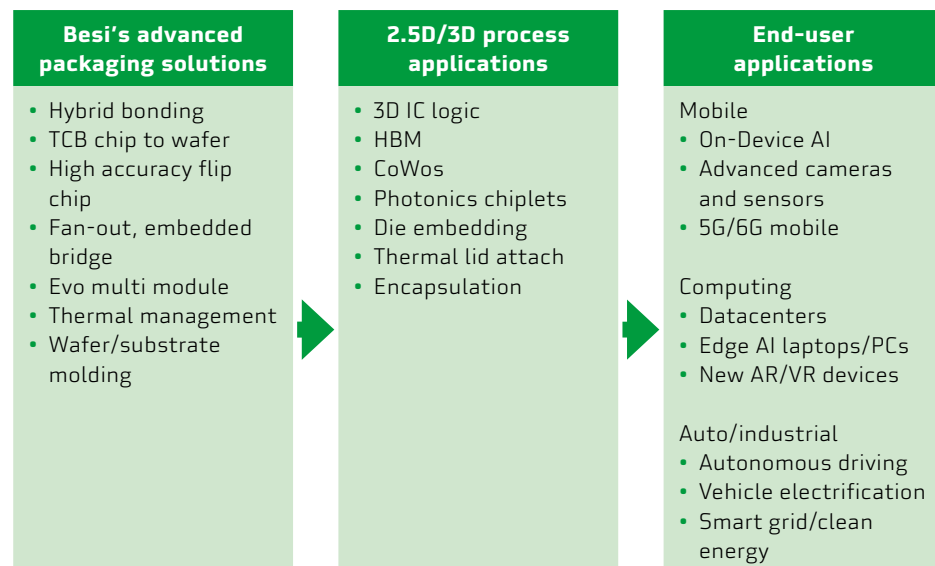 Besi's advanced
packaging solutions
• Hybrid bonding
• TCB chip to wafer
• High accuracy flip
chip
• Fan-out, embedded
bridge
• Evo multi module
• Thermal management
• Wafer/substrate
molding
2.5D/3D process
applications
• 3D IC logic
• HBM
• CoWos
• Photonics chiplets
• Die embedding
• Thermal lid attach
• Encapsulation
End-user
applications
Mobile
• On-Device AI
• Advanced cameras
and sensors
• 5G/6G mobile
Computing
• Datacenters
• Edge AI laptops/PCs
• New AR/VR devices
Auto/industrial
• Autonomous driving
• Vehicle electrification
• Smart grid/clean
energy